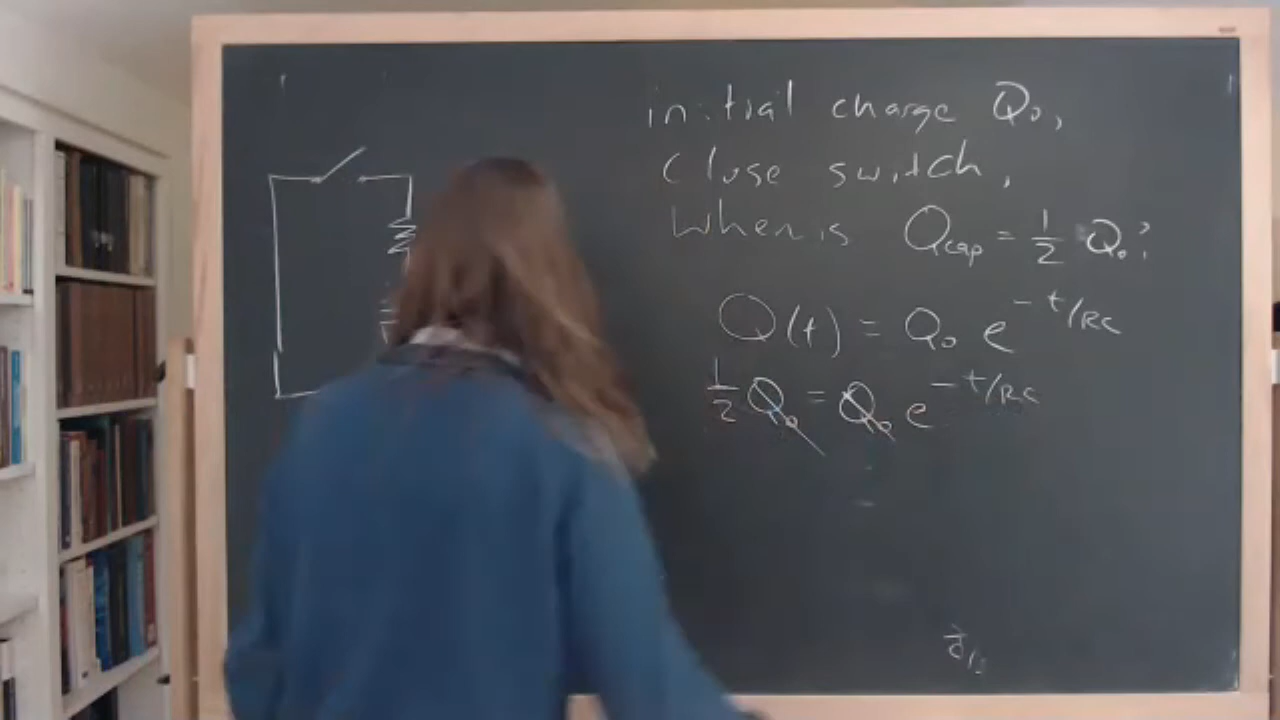 initial charge Q₀,
Close switch,
When is Q_cap = 1/2 Q₀?
Q(t) = Q₀ e^(-t/RC)
1/2 Q₀ = Q₀ e^(-t/RC)